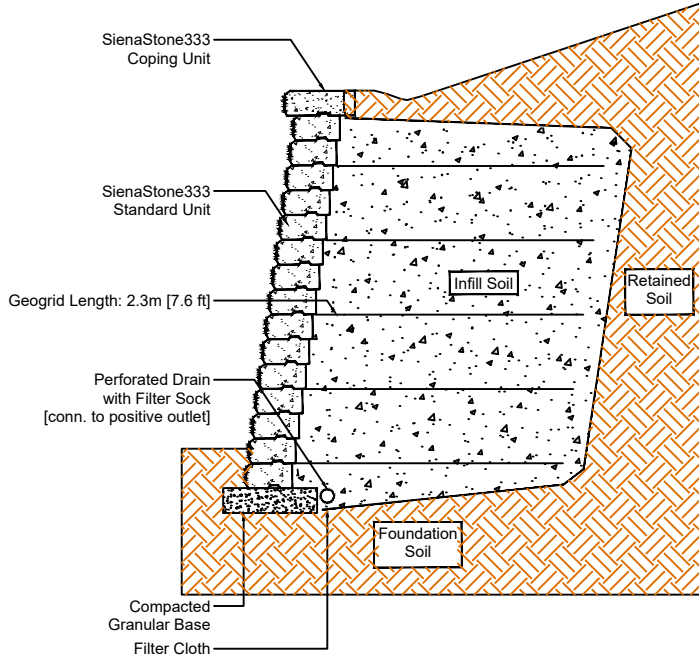 SienaStone333
Coping Unit
SienaStone333
Standard Unit
Infill Soil
Retained
Soil
Geogrid Length: 2.3m [7.6 ft]
Perforated Drain
with Filter Sock
[conn. to positive outlet]
Foundation
Soil
Compacted
Granular Base
Filter Cloth